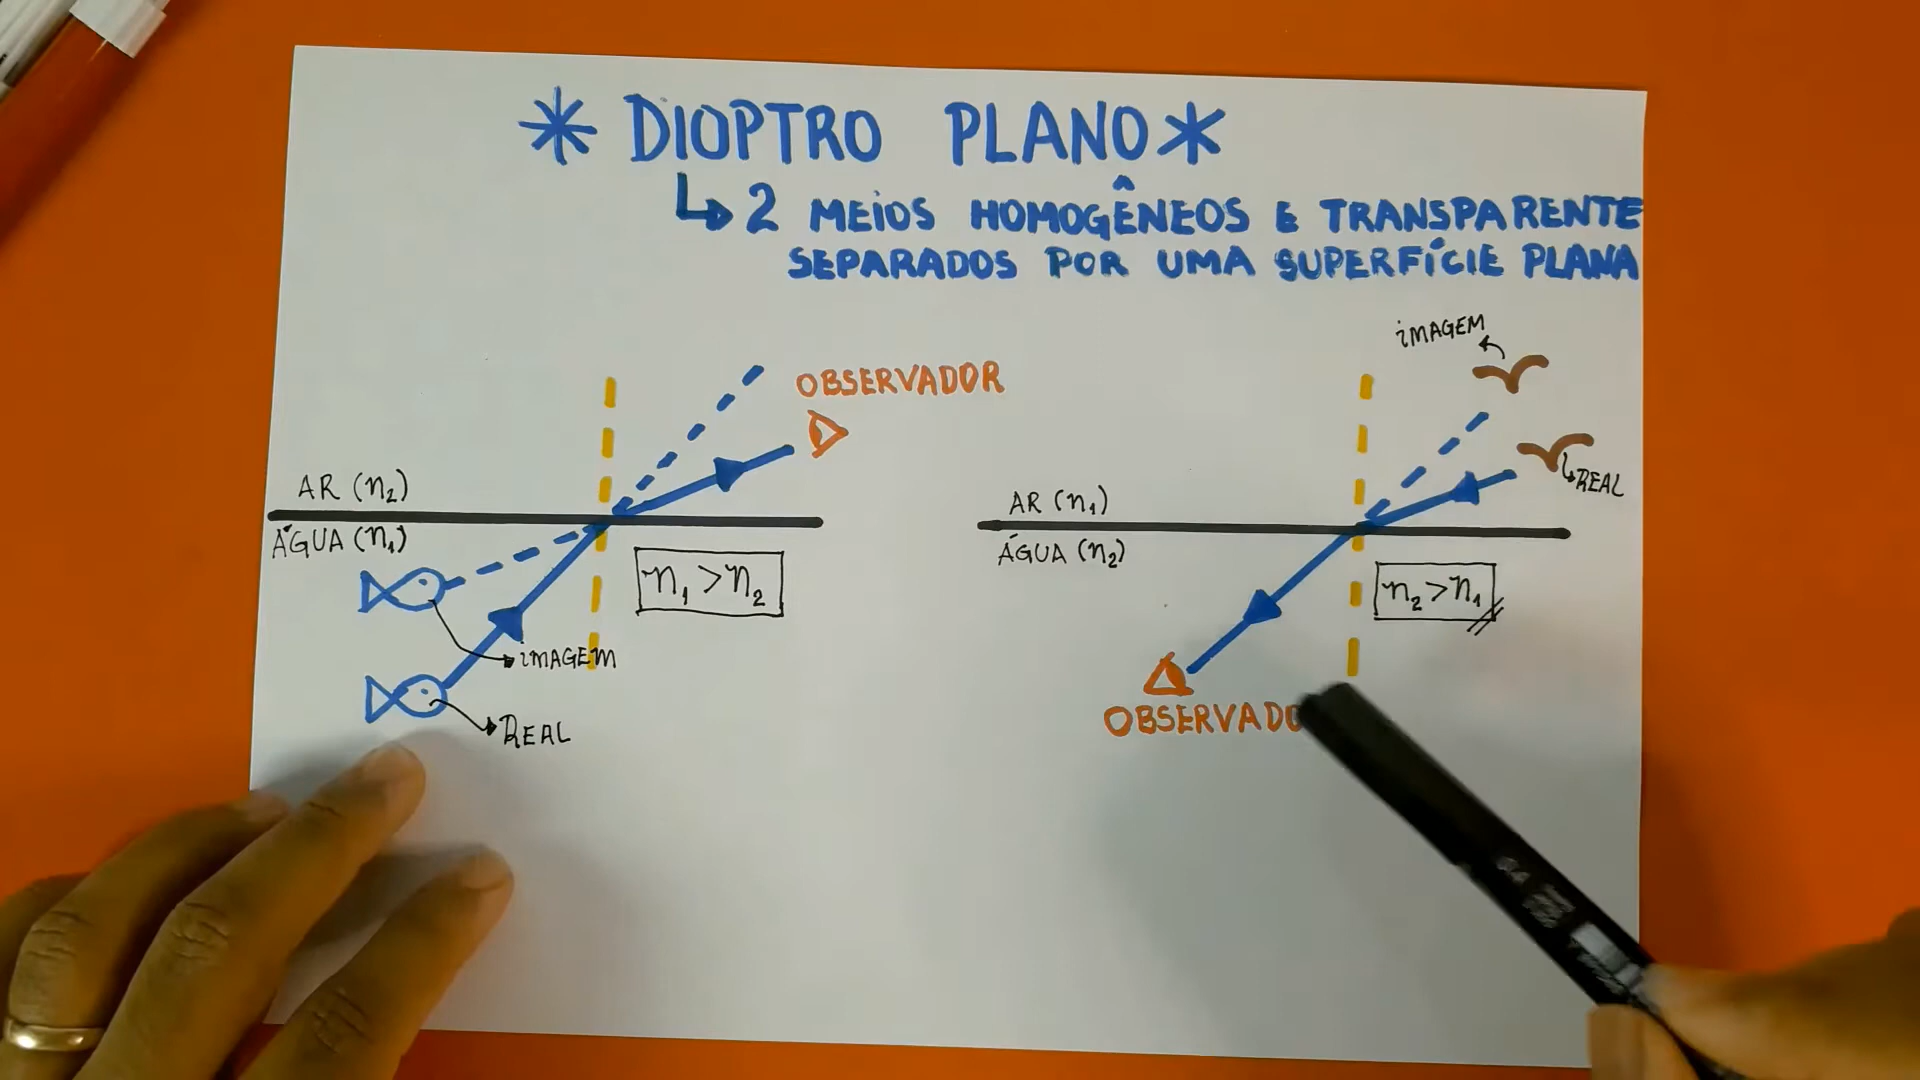 * DIOPTRO PLANO *
↳ 2 MEIOS HOMOGÊNEOS E TRANSPARENTE
SEPARADOS POR UMA SUPERFÍCIE PLANA
OBSERVADOR
AR (n₂)
ÁGUA (n₁)
n₁ > n₂
IMAGEM
REAL
IMAGEM
REAL
AR (n₁)
ÁGUA (n₂)
n₂ > n₁
OBSERVADO